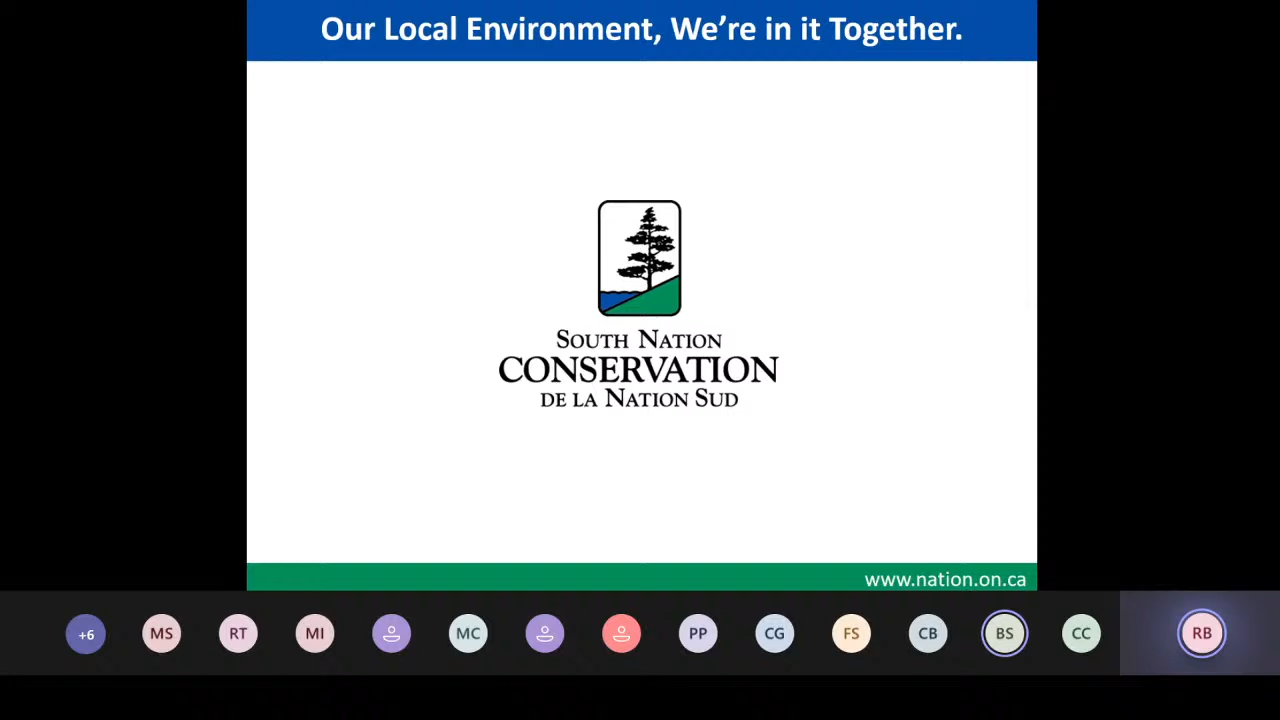 Our Local Environment, We’re in it Together.
South Nation
CONSERVATION
DE LA NATION SUD
www.nation.on.ca
+6 MS RT MI MC PP CG FS CB BS CC RB